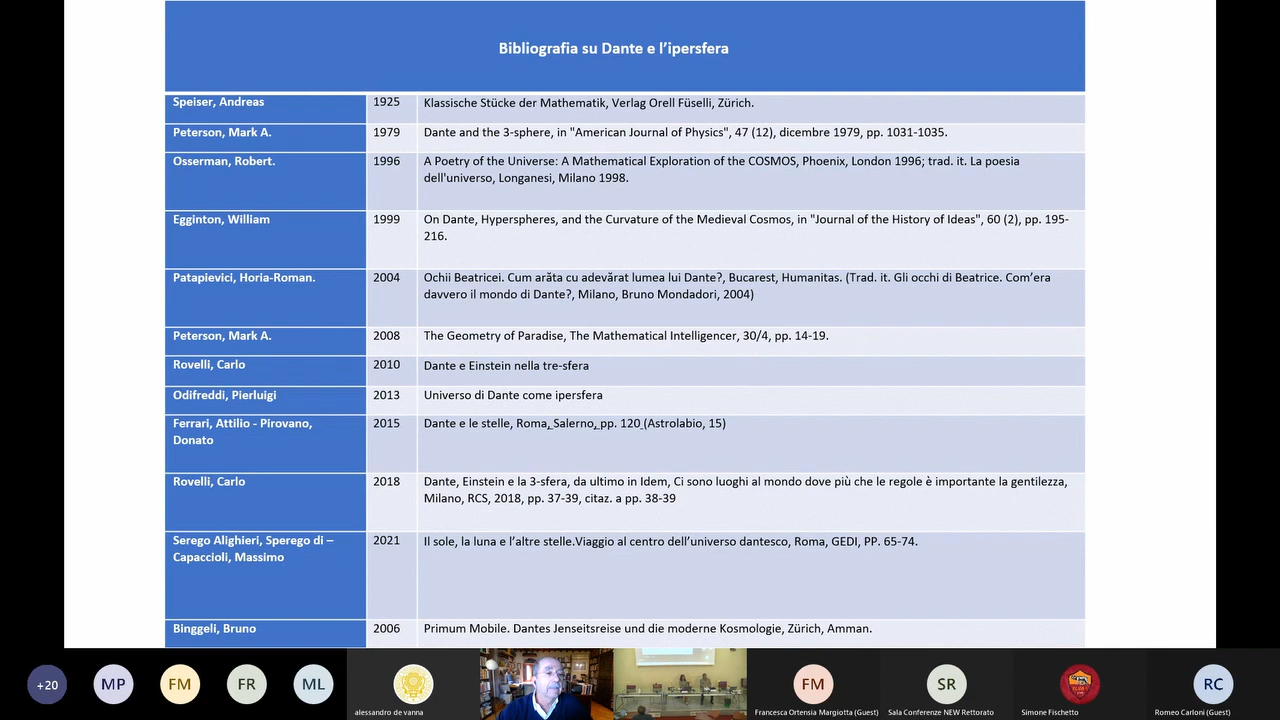 Bibliografia su Dante e l’ipersfera
Speiser, Andreas 1925 Klassische Stücke der Mathematik, Verlag Orell Füselli, Zürich.
Peterson, Mark A. 1979 Dante and the 3-sphere, in "American Journal of Physics", 47 (12), dicembre 1979, pp. 1031-1035.
Osserman, Robert. 1996 A Poetry of the Universe: A Mathematical Exploration of the COSMOS, Phoenix, London 1996; trad. it. La poesia
dell'universo, Longanesi, Milano 1998.
Egginton, William 1999 On Dante, Hyperspheres, and the Curvature of the Medieval Cosmos, in "Journal of the History of Ideas", 60 (2), pp. 195-
216.
Patapievici, Horia-Roman. 2004 Ochii Beatricei. Cum arăta cu adevărat lumea lui Dante?, Bucarest, Humanitas. (Trad. it. Gli occhi di Beatrice. Com’era
davvero il mondo di Dante?, Milano, Bruno Mondadori, 2004)
Peterson, Mark A. 2008 The Geometry of Paradise, The Mathematical Intelligencer, 30/4, pp. 14-19.
Rovelli, Carlo 2010 Dante e Einstein nella tre-sfera
Odifreddi, Pierluigi 2013 Universo di Dante come ipersfera
Ferrari, Attilio - Pirovano, 2015 Dante e le stelle, Roma, Salerno, pp. 120 (Astrolabio, 15)
Donato
Rovelli, Carlo 2018 Dante, Einstein e la 3-sfera, da ultimo in Idem, Ci sono luoghi al mondo dove più che le regole è importante la gentilezza,
Milano, RCS, 2018, pp. 37-39, citaz. a pp. 38-39
Serego Alighieri, Sperego di – 2021 Il sole, la luna e l’altre stelle.Viaggio al centro dell’universo dantesco, Roma, GEDI, PP. 65-74.
Capaccioli, Massimo
Binggeli, Bruno 2006 Primum Mobile. Dantes Jenseitsreise und die moderne Kosmologie, Zürich, Amman.
+20 MP FM FR ML FM SR RC
alessandro de vanna Francesca Ortensia Margiotta (Guest) Sala Conferenze NEW Rettorato Simone Fischetto Romeo Carloni (Guest)